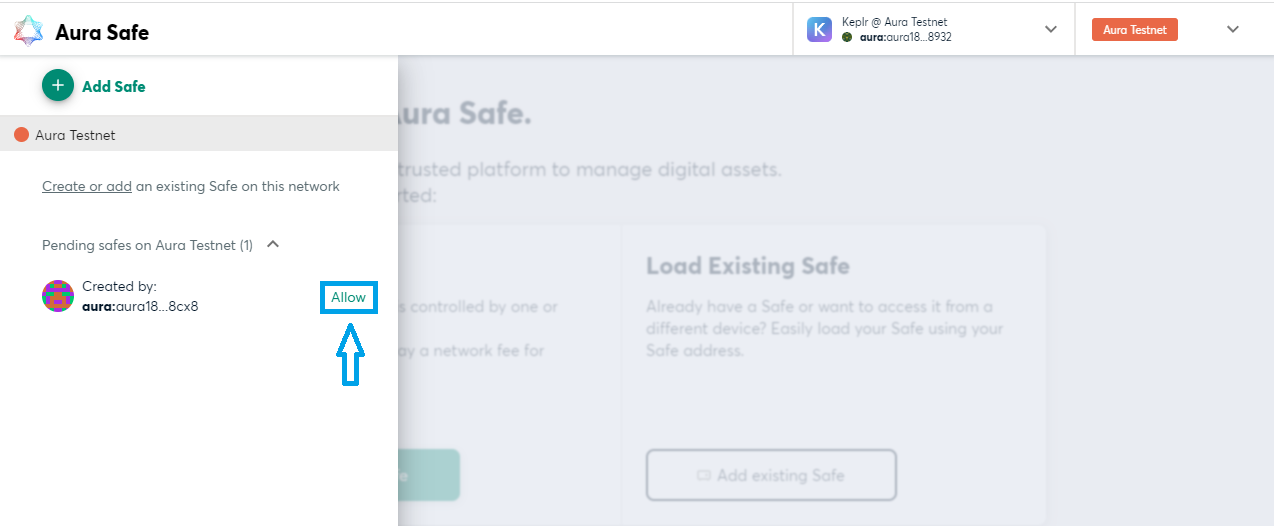 Aura Safe
Keplr @ Aura Testnet
aura:aura18...8932
Aura Testnet
Add Safe
Aura Testnet
Create or add an existing Safe on this network
Pending safes on Aura Testnet (1)
Created by:
aura:aura18...8cx8
Allow
Aura Safe.
trusted platform to manage digital assets.
rted:
s controlled by one or
ay a network fee for
Load Existing Safe
Already have a Safe or want to access it from a
different device? Easily load your Safe using your
Safe address.
Add existing Safe